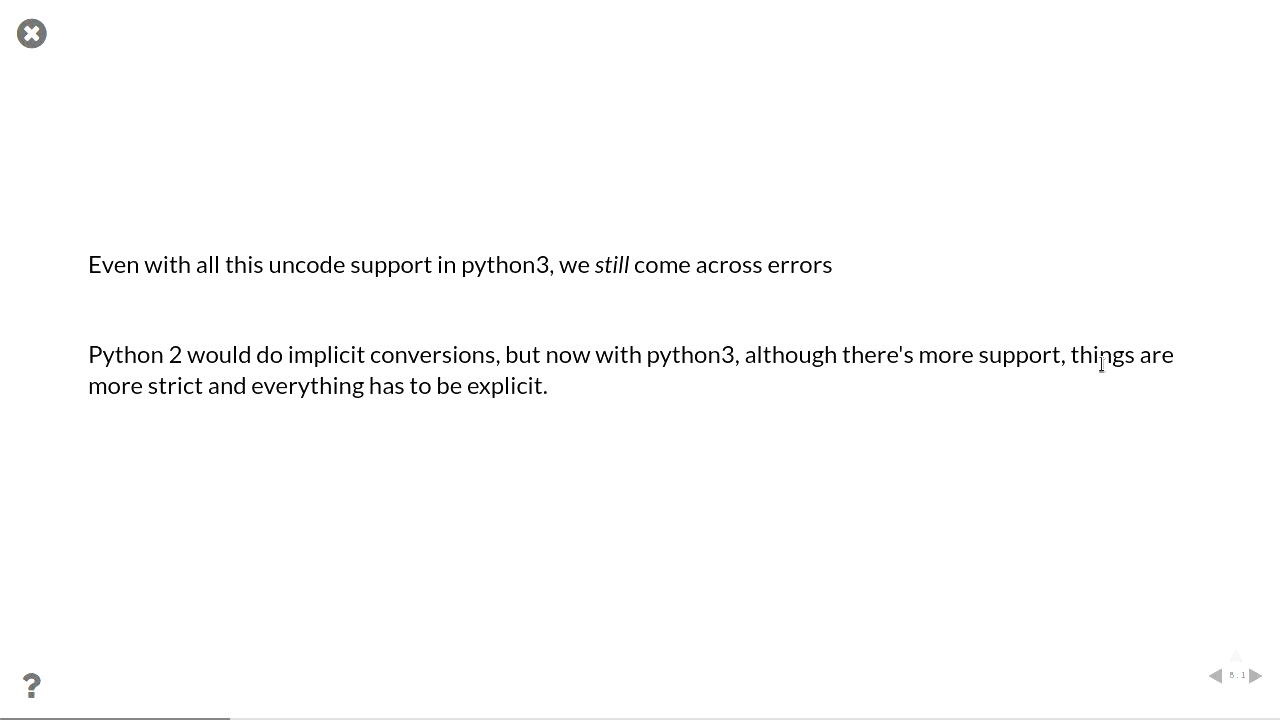 Even with all this uncode support in python3, we still come across errors
Python 2 would do implicit conversions, but now with python3, although there's more support, things are
more strict and everything has to be explicit.
?